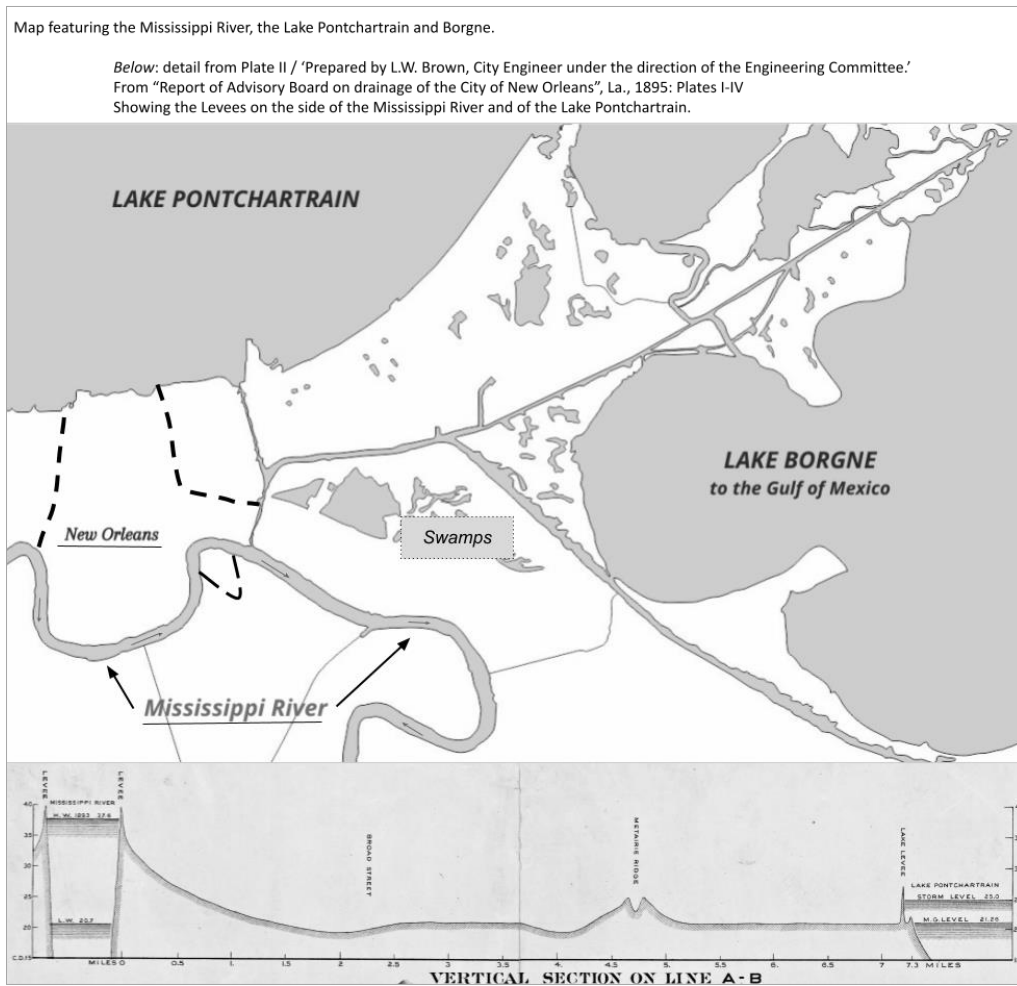 Map featuring the Mississippi River, the Lake Pontchartrain and Borgne.
Below: detail from Plate II / ‘Prepared by L.W. Brown, City Engineer under the direction of the Engineering Committee.’
From “Report of Advisory Board on drainage of the City of New Orleans”, La., 1895: Plates I-IV
Showing the Levees on the side of the Mississippi River and of the Lake Pontchartrain.
LAKE PONTCHARTRAIN
LAKE BORGNE
to the Gulf of Mexico
New Orleans
Swamps
Mississippi River
LEVEE
LEVEE
MISSISSIPPI RIVER
H.W. 1893 37.6
L.W. 20.7
BROAD STREET
METAIRIE RIDGE
LAKE LEVEE
LAKE PONTCHARTRAIN
STORM LEVEL 25.0
M.G. LEVEL 21.26
40
35
30
25
20
C.D. 15
MILES 0 0.5 1. 1.5 2 2.5 3. 3.5 4. 4.5 5. 5.5 6. 6.5 7 7.3 MILES
VERTICAL SECTION ON LINE A-B